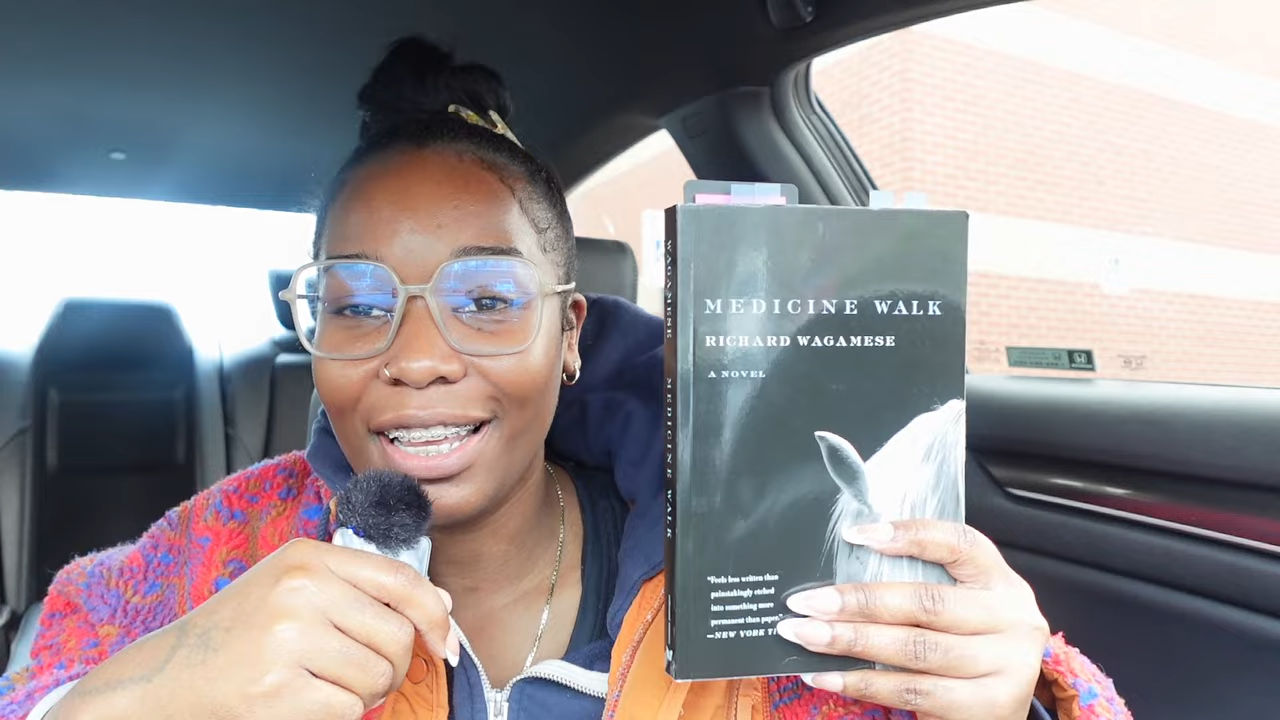 MEDICINE WALK
RICHARD WAGAMESE
A NOVEL
"Feels less written than
painstakingly etched
into something more
permanent than paper."
—NEW YORK
WAGAMESE
MEDICINE WALK